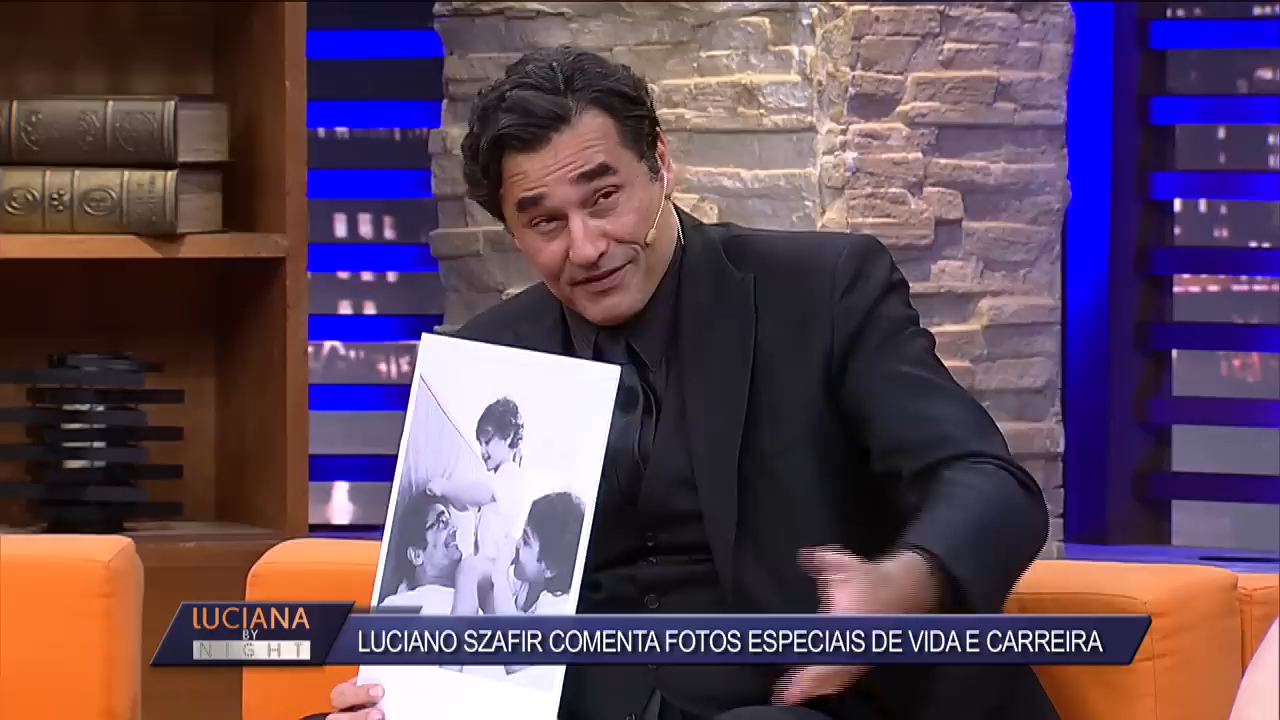 LUCIANA
BY
NIGHT
LUCIANO SZAFIR COMENTA FOTOS ESPECIAIS DE VIDA E CARREIRA